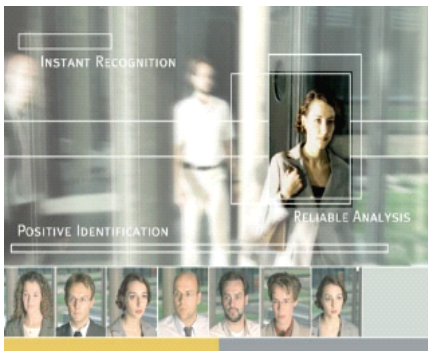 INSTANT RECOGNITION
RELIABLE ANALYSIS
POSITIVE IDENTIFICATION